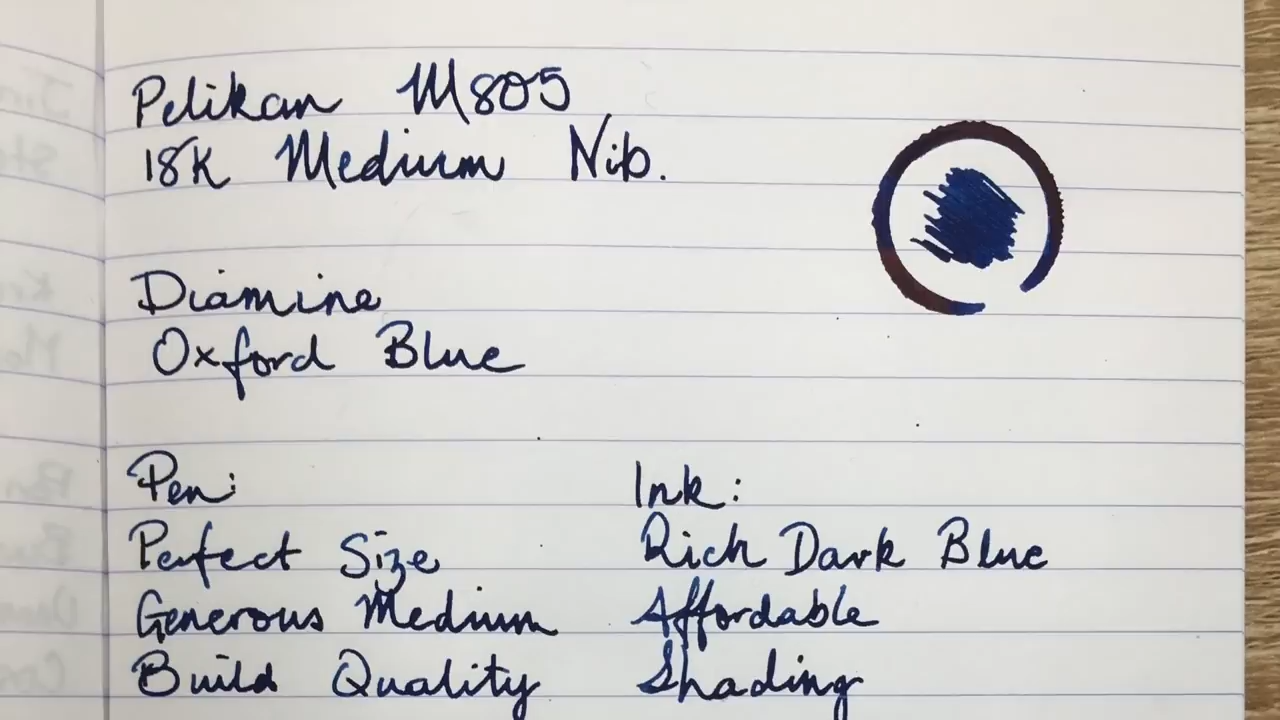 Pelikan M805
18K Medium Nib.
Diamine
Oxford Blue
Pen:
Perfect Size
Generous Medium
Build Quality
Ink:
Rich Dark Blue
Affordable
Shading